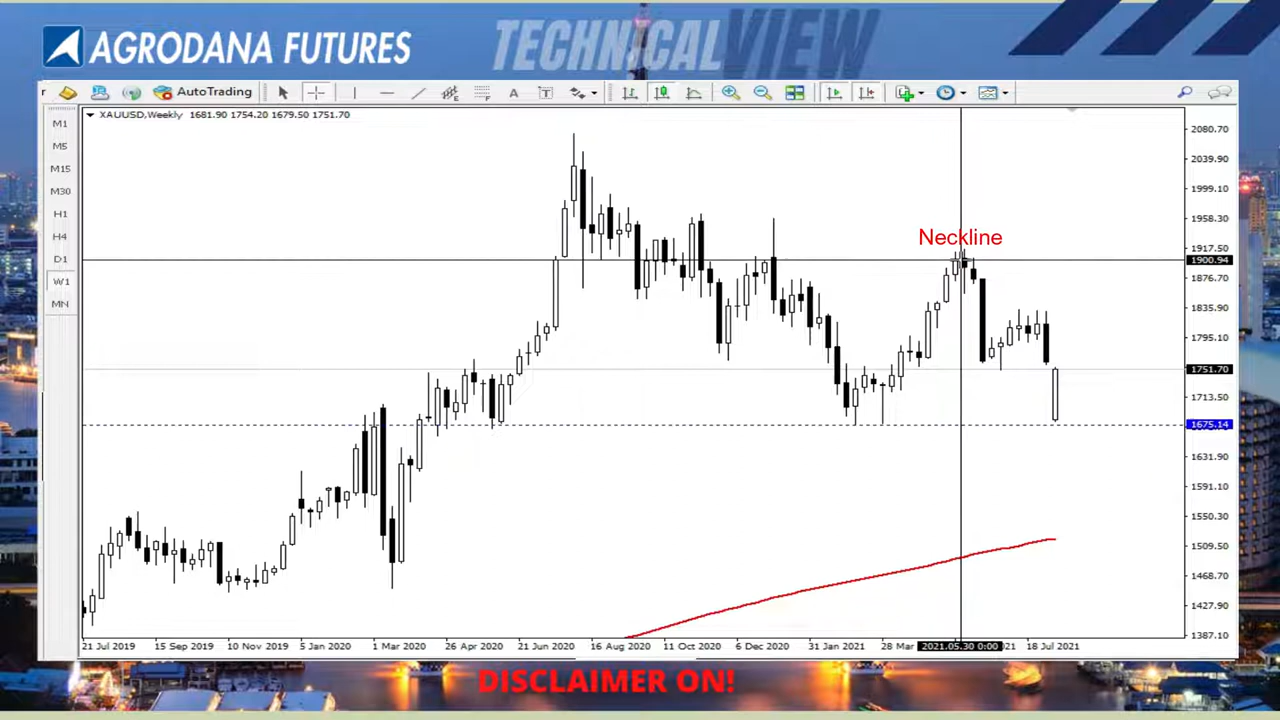 AGRODANA FUTURES
TECHNICAL VIEW
AutoTrading
A
T
M1
M5
M15
M30
H1
H4
D1
W1
MN
XAUUSD,Weekly 1681.90 1754.20 1679.50 1751.70
Neckline
2080.70
2039.90
1999.10
1958.30
1917.50
1900.94
1876.70
1835.90
1795.10
1751.70
1713.50
1675.14
1631.90
1591.10
1550.30
1509.50
1468.70
1427.90
1387.10
21 Jul 2019 15 Sep 2019 10 Nov 2019 5 Jan 2020 1 Mar 2020 26 Apr 2020 21 Jun 2020 16 Aug 2020 11 Oct 2020 6 Dec 2020 31 Jan 2021 28 Mar 2021.05.30 0:00 18 Jul 2021
DISCLAIMER ON!